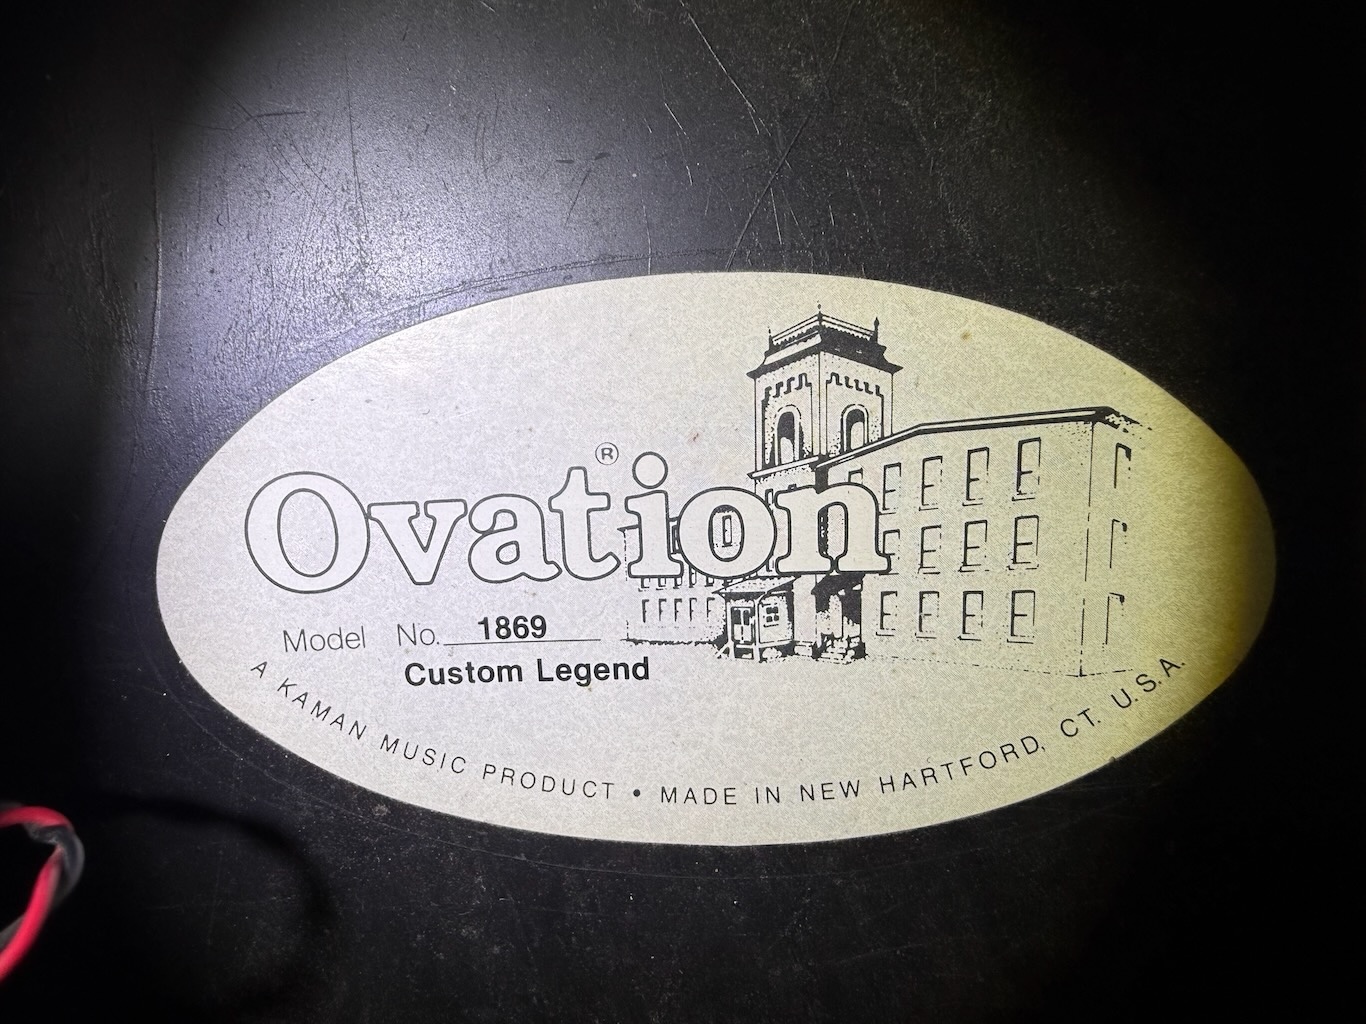 Ovation®
Model No. 1869
Custom Legend
A KAMAN MUSIC PRODUCT • MADE IN NEW HARTFORD, CT. U.S.A.